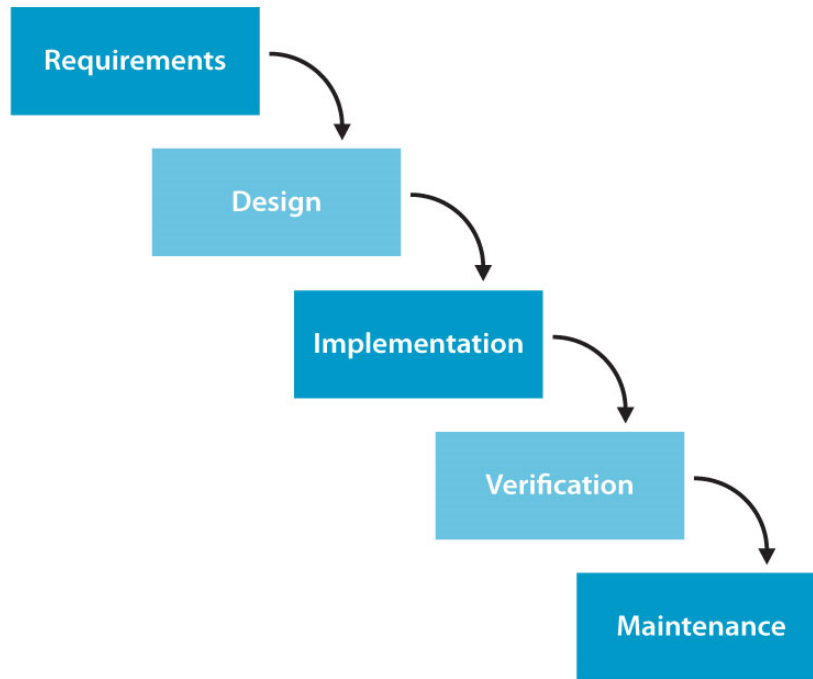 Requirements
Design
Implementation
Verification
Maintenance